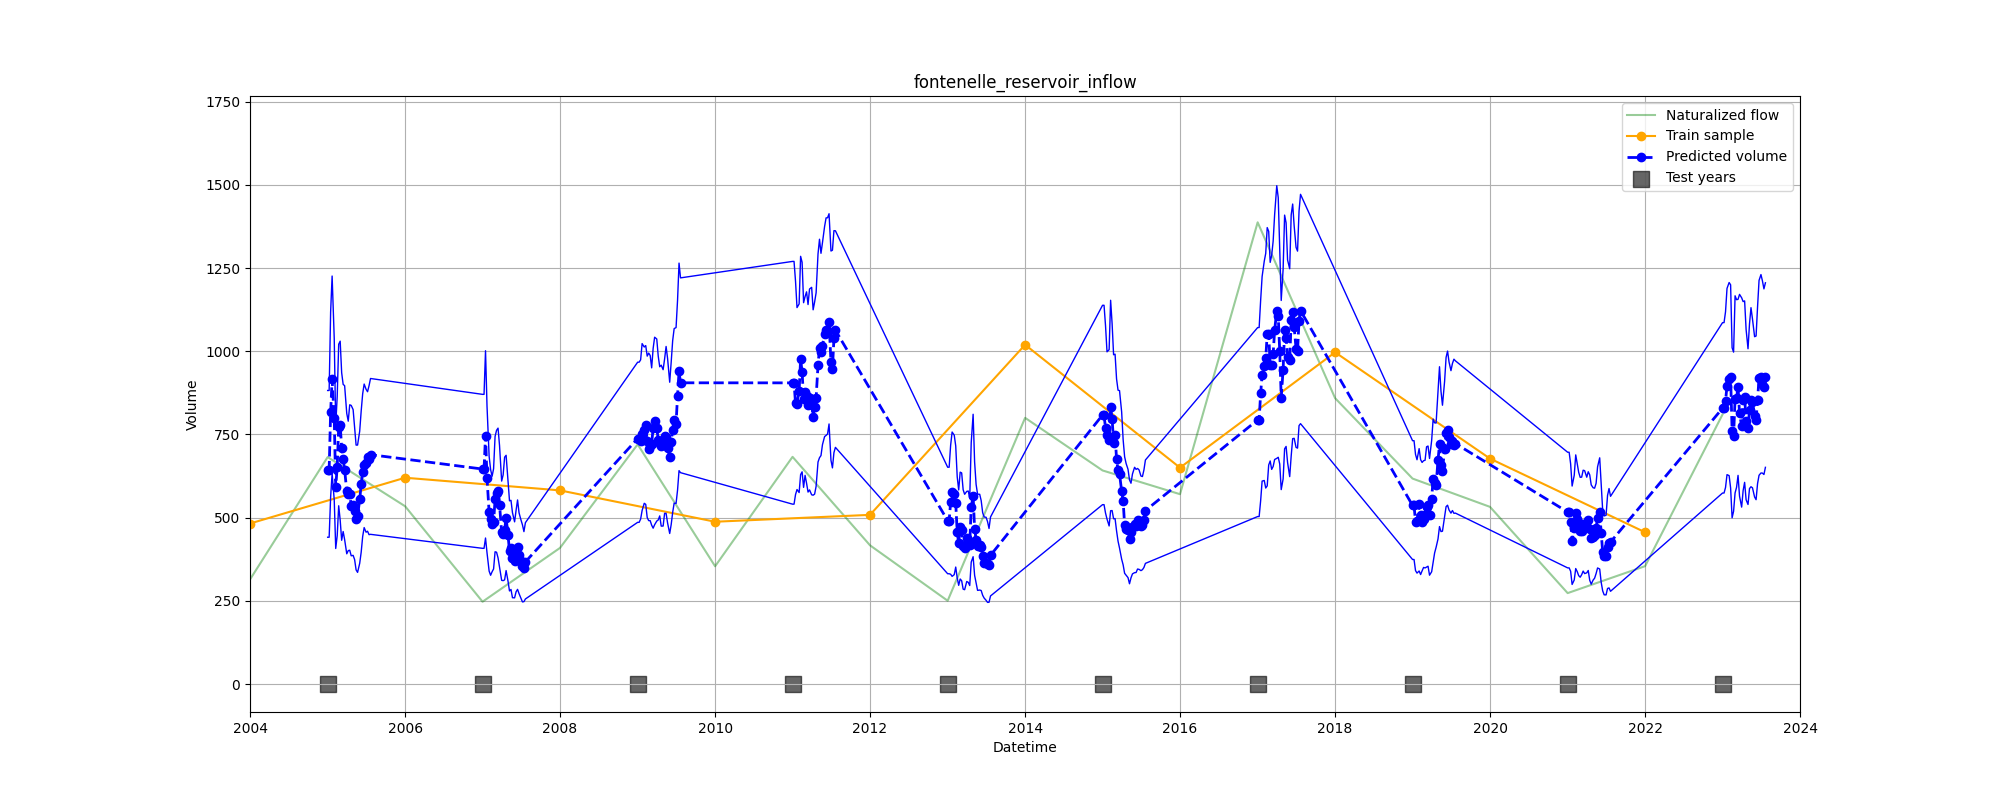 fontenelle_reservoir_inflow
1750
1500
1250
1000
750
500
250
0
Volume
Naturalized flow
Train sample
Predicted volume
Test years
2004 2006 2008 2010 2012 2014 2016 2018 2020 2022 2024
Datetime